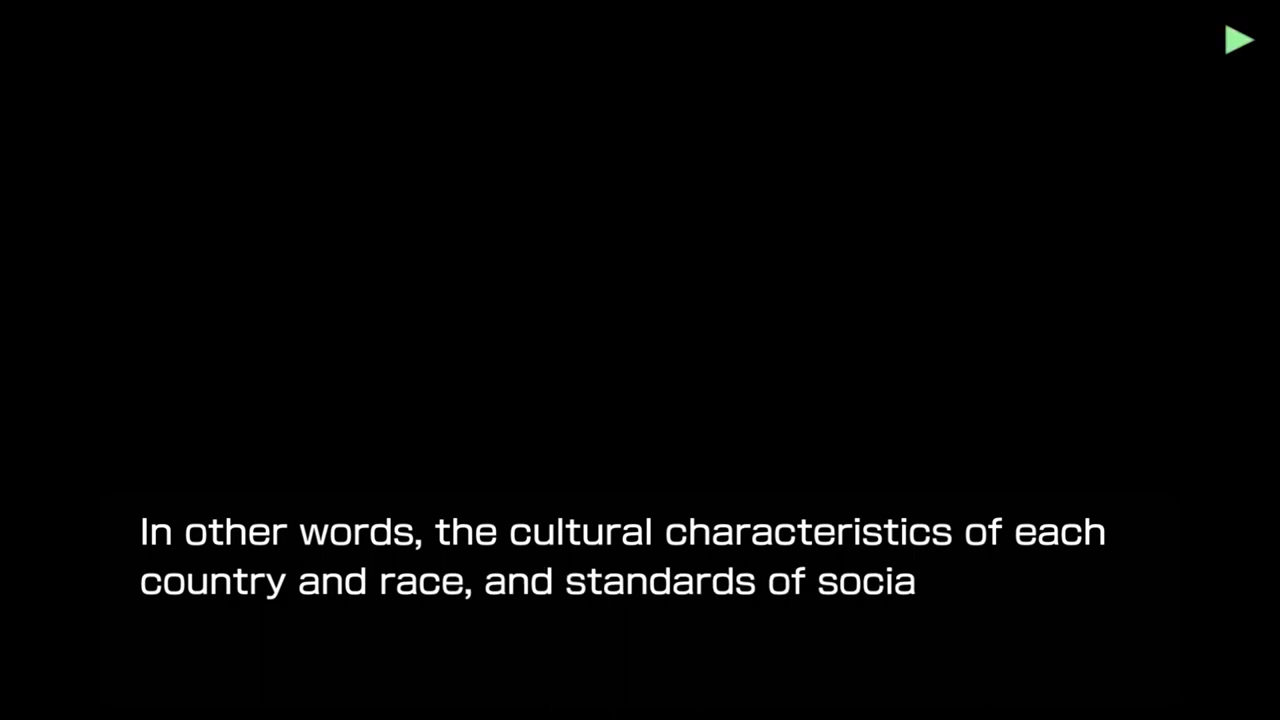 In other words, the cultural characteristics of each
country and race, and standards of socia